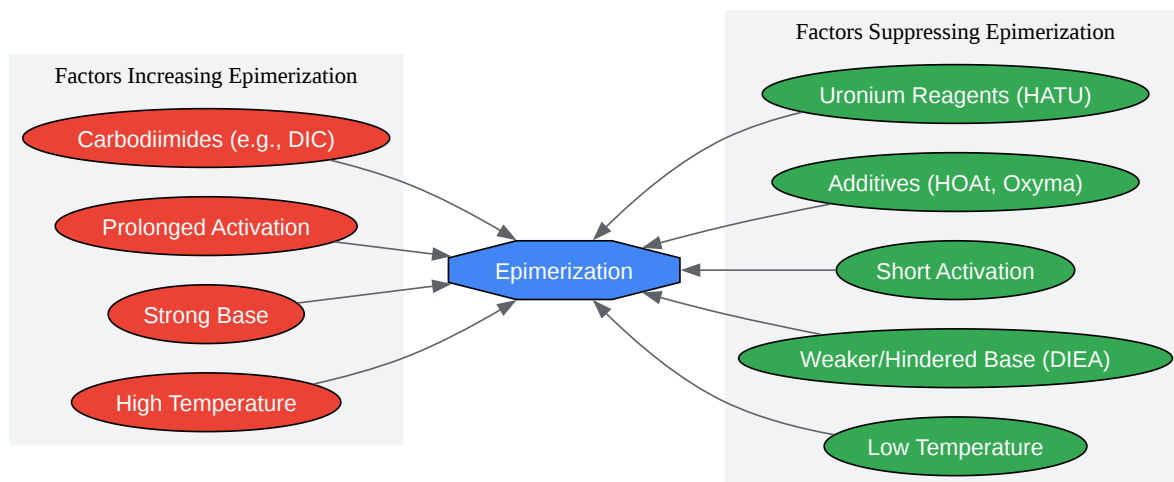 Factors Increasing Epimerization
Carbodiimides (e.g., DIC)
Prolonged Activation
Strong Base
High Temperature
Epimerization
Factors Suppressing Epimerization
Uronium Reagents (HATU)
Additives (HOAt, Oxyma)
Short Activation
Weaker/Hindered Base (DIEA)
Low Temperature